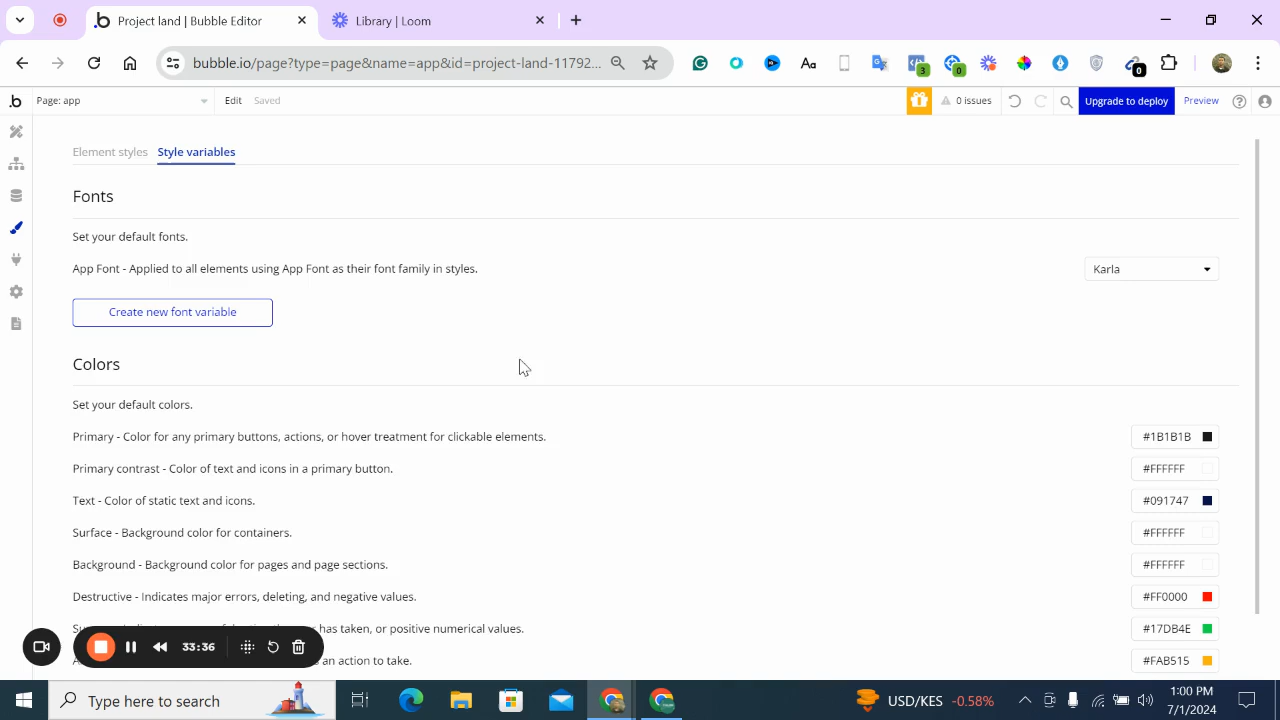 Project land | Bubble Editor
Library | Loom
bubble.io/page?type=page&name=app&id=project-land-11792...
3
0
0
Page: app
Edit
Saved
0 issues
Upgrade to deploy
Preview
Element styles
Style variables
Fonts
Set your default fonts.
App Font - Applied to all elements using App Font as their font family in styles.
Karla
Create new font variable
Colors
Set your default colors.
Primary - Color for any primary buttons, actions, or hover treatment for clickable elements.
#1B1B1B
Primary contrast - Color of text and icons in a primary button.
#FFFFFF
Text - Color of static text and icons.
#091747
Surface - Background color for containers.
#FFFFFF
Background - Background color for pages and page sections.
#FFFFFF
Destructive - Indicates major errors, deleting, and negative values.
#FF0000
has taken, or positive numerical values.
#17DB4E
an action to take.
#FAB515
33:36
Type here to search
USD/KES -0.58%
1:00 PM
7/1/2024